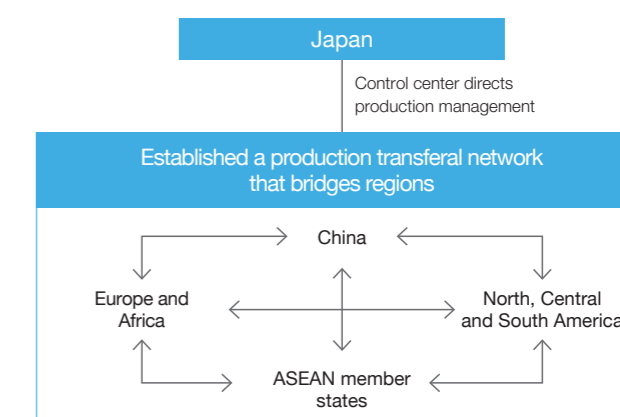 Japan
Control center directs
production management
Established a production transferal network
that bridges regions
China
Europe and
Africa
North, Central
and South America
ASEAN member
states